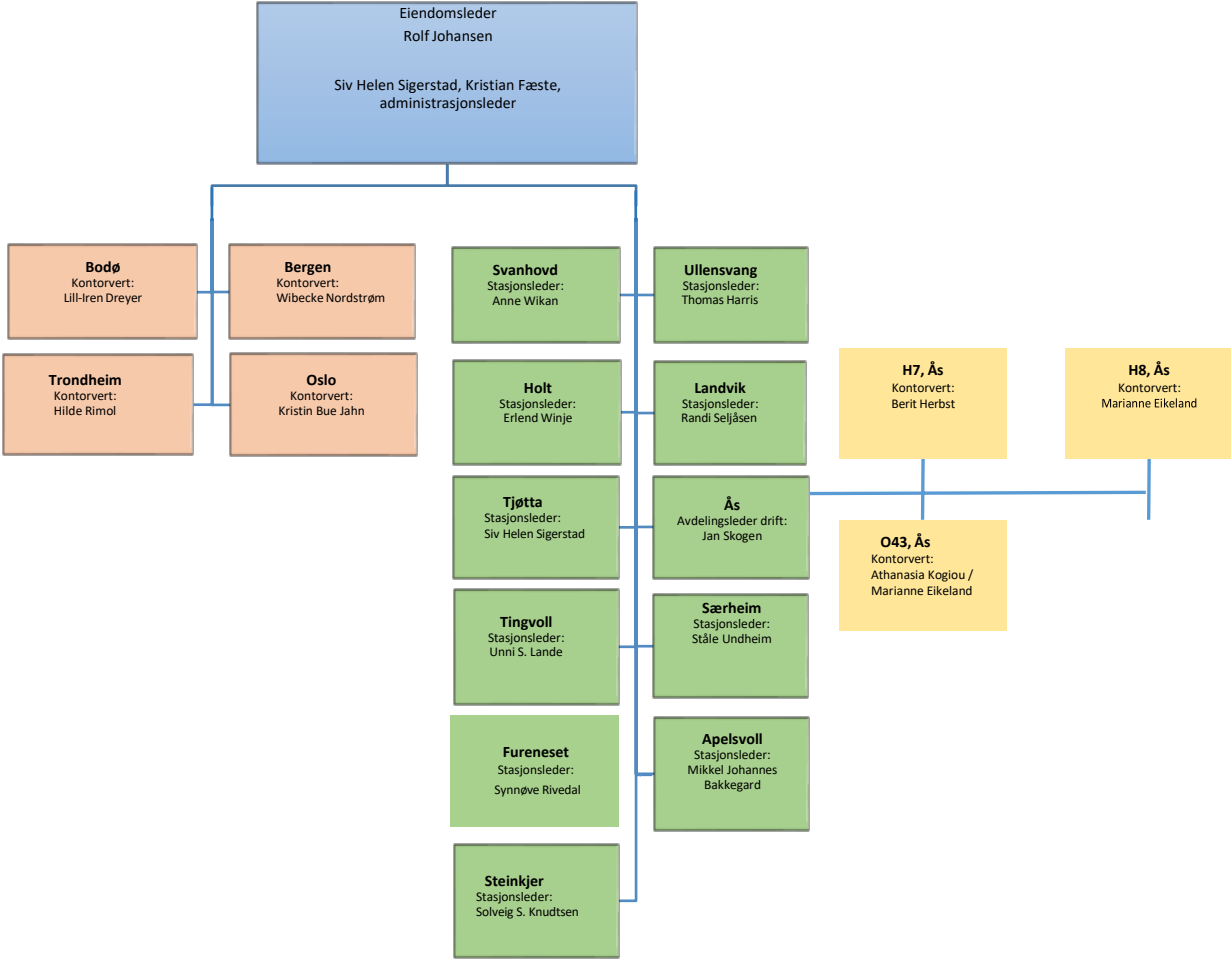 Eiendomsleder
Rolf Johansen
Siv Helen Sigerstad, Kristian Fæste,
administrasjonsleder
Bodø
Kontorvert:
Lill-Iren Dreyer
Bergen
Kontorvert:
Wibecke Nordstrøm
Trondheim
Kontorvert:
Hilde Rimol
Oslo
Kontorvert:
Kristin Bue Jahn
Svanhovd
Stasjonsleder:
Anne Wikan
Ullensvang
Stasjonsleder:
Thomas Harris
Holt
Stasjonsleder:
Erlend Winje
Landvik
Stasjonsleder:
Randi Seljåsen
Tjøtta
Stasjonsleder:
Siv Helen Sigerstad
Ås
Avdelingsleder drift:
Jan Skogen
Tingvoll
Stasjonsleder:
Unni S. Lande
Særheim
Stasjonsleder:
Ståle Undheim
Fureneset
Stasjonsleder:
Synnøve Rivedal
Apelsvoll
Stasjonsleder:
Mikkel Johannes
Bakkegard
Steinkjer
Stasjonsleder:
Solveig S. Knudtsen
H7, Ås
Kontorvert:
Berit Herbst
H8, Ås
Kontorvert:
Marianne Eikeland
O43, Ås
Kontorvert:
Athanasia Kogiou /
Marianne Eikeland